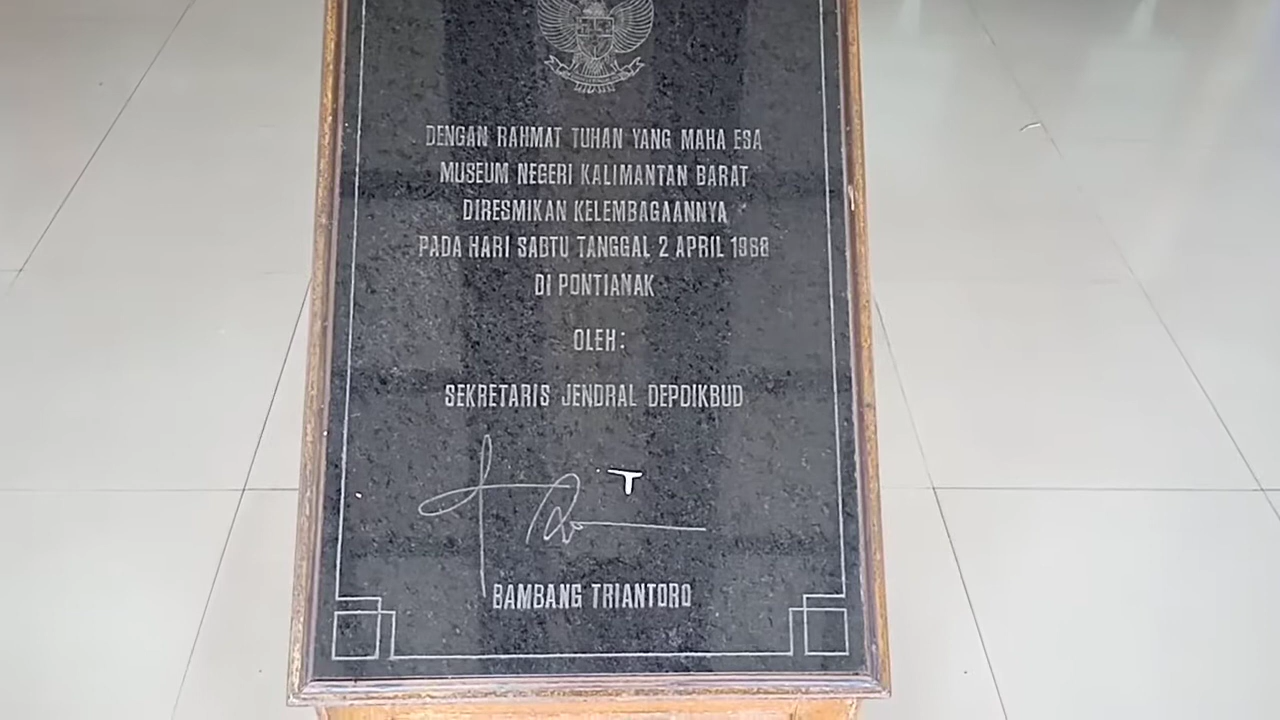 DENGAN RAHMAT TUHAN YANG MAHA ESA
MUSEUM NEGERI KALIMANTAN BARAT
DIRESMIKAN KELEMBAGAANNYA
PADA HARI SABTU TANGGAL 2 APRIL 1988
DI PONTIANAK
OLEH:
SEKRETARIS JENDRAL DEPDIKBUD
BAMBANG TRIANTORO